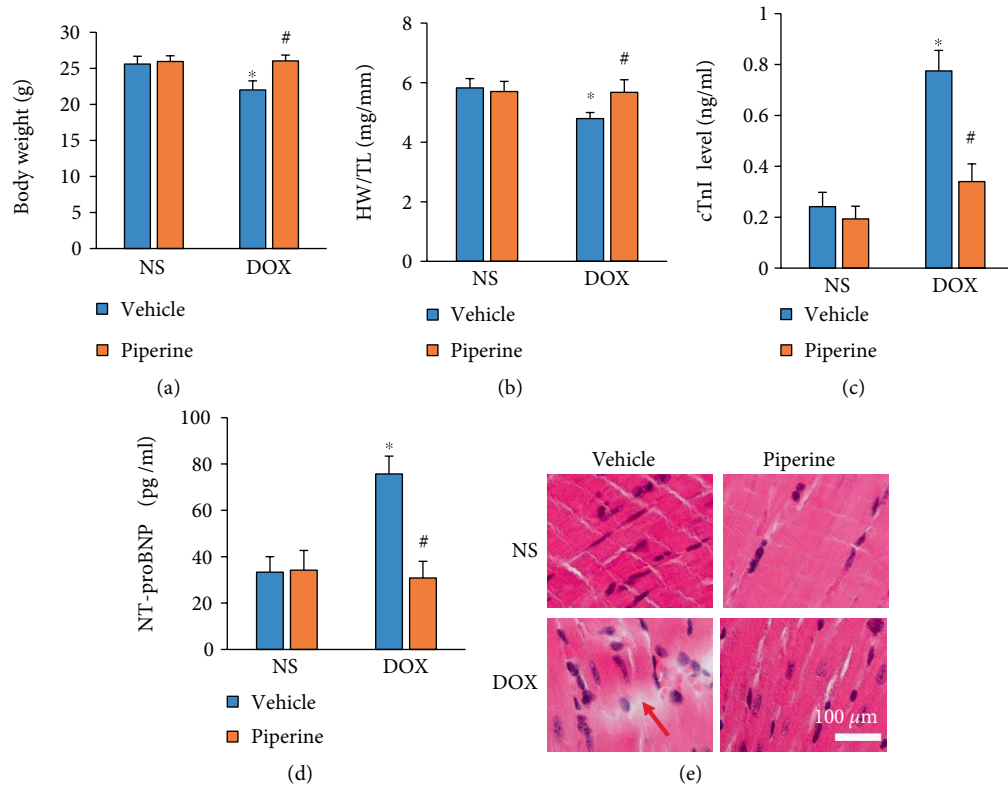 Body weight (g)
30
25
20
15
10
5
0
*
#
NS
DOX
Vehicle
Piperine
(a)
HW/TL (mg/mm)
8
6
4
2
0
*
#
NS
DOX
Vehicle
Piperine
(b)
cTnI level (ng/ml)
1
0.8
0.6
0.4
0.2
0
*
#
NS
DOX
Vehicle
Piperine
(c)
NT-proBNP (pg/ml)
100
80
60
40
20
0
*
#
NS
DOX
Vehicle
Piperine
(d)
Vehicle
Piperine
NS
DOX
100 μm
(e)